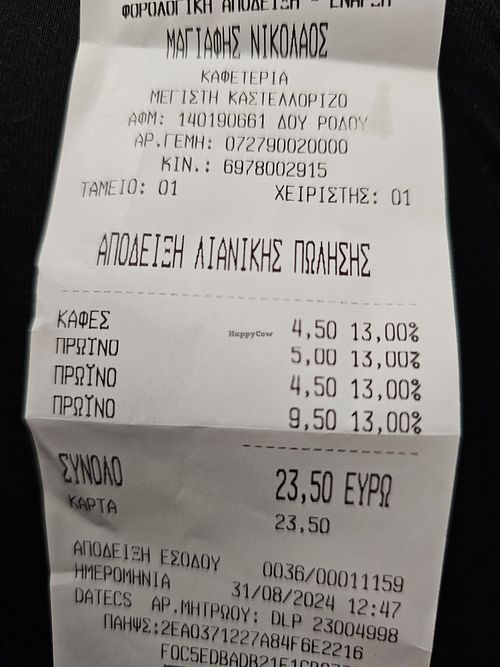 ΦΟΡΟΛΟΓΙΚΗ ΑΠΟΔΕΙΞΗ - ΕΝΑΡΞΗ
ΜΑΓΙΑΦΗΣ ΝΙΚΟΛΑΟΣ
ΚΑΦΕΤΕΡΙΑ
ΜΕΓΙΣΤΗ ΚΑΣΤΕΛΛΟΡΙΖΟ
ΑΦΜ: 140190661 ΔΟΥ ΡΟΔΟΥ
ΑΡ.ΓΕΜΗ: 072790020000
ΚΙΝ.: 6978002915
ΤΑΜΕΙΟ: 01 ΧΕΙΡΙΣΤΗΣ: 01
ΑΠΟΔΕΙΞΗ ΛΙΑΝΙΚΗΣ ΠΩΛΗΣΗΣ
ΚΑΦΕΣ 4,50 13,00%
ΠΡΩΪΝΟ 5,00 13,00%
ΠΡΩΪΝΟ 4,50 13,00%
ΠΡΩΪΝΟ 9,50 13,00%
HappyCow
ΣΥΝΟΛΟ 23,50 ΕΥΡΩ
ΚΑΡΤΑ 23,50
ΑΠΟΔΕΙΞΗ ΕΣΟΔΟΥ 0036/00011159
ΗΜΕΡΟΜΗΝΙΑ 31/08/2024 12:47
DATECS ΑΡ.ΜΗΤΡΩΟΥ: DLP 23004998
ΠΑΗΨΣ:2EA0371227A84F6E2216